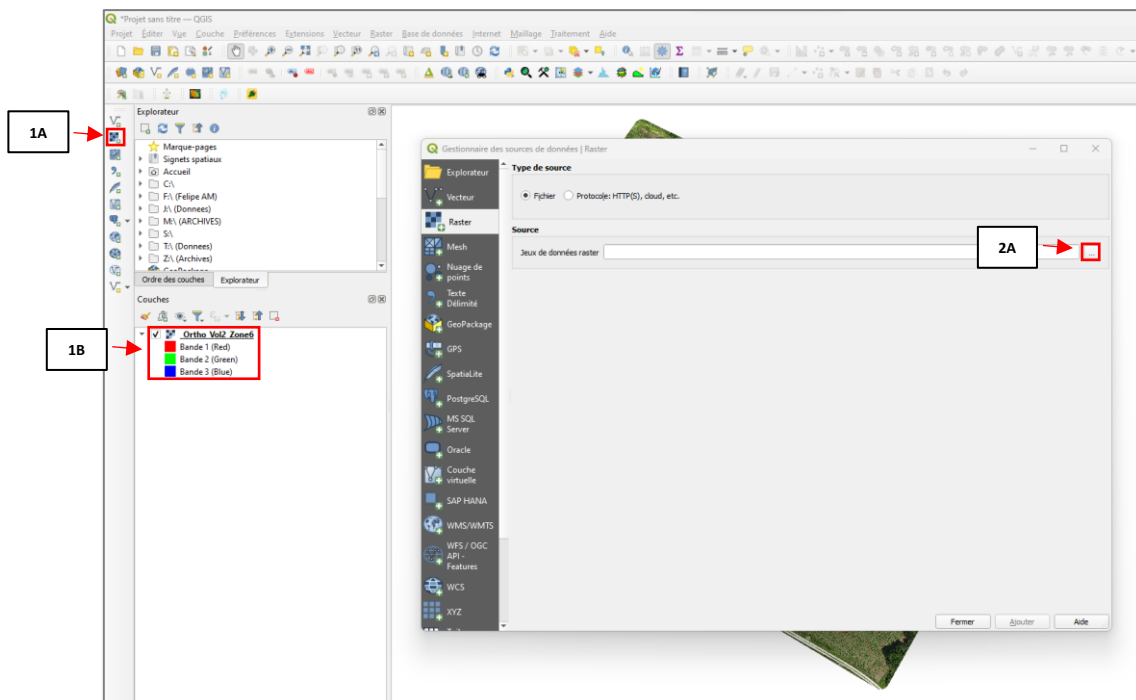 *Projet sans titre — QGIS
Projet Éditer Vue Couche Préférences Extensions Vecteur Raster Base de données Internet Maillage Traitement Aide
1A
Explorateur
Marque-pages
Signets spatiaux
Accueil
C:\
F:\ (Felipe AM)
J:\ (Donnees)
M:\ (ARCHIVES)
S:\
T:\ (Donnees)
Z:\ (Archives)
GeoPackage
Ordre des couches Explorateur
Couches
1B
_Ortho_Vol2_Zone6
Bande 1 (Red)
Bande 2 (Green)
Bande 3 (Blue)
Gestionnaire des sources de données | Raster
Explorateur
Vecteur
Raster
Mesh
Nuage de
points
Texte
Délimité
GeoPackage
GPS
SpatiaLite
PostgreSQL
MS SQL
Server
Oracle
Couche
virtuelle
SAP HANA
WMS/WMTS
WFS / OGC
API -
Features
WCS
XYZ
Type de source
Fichier Protocole: HTTP(S), cloud, etc.
Source
Jeux de données raster
2A
...
Fermer Ajouter Aide